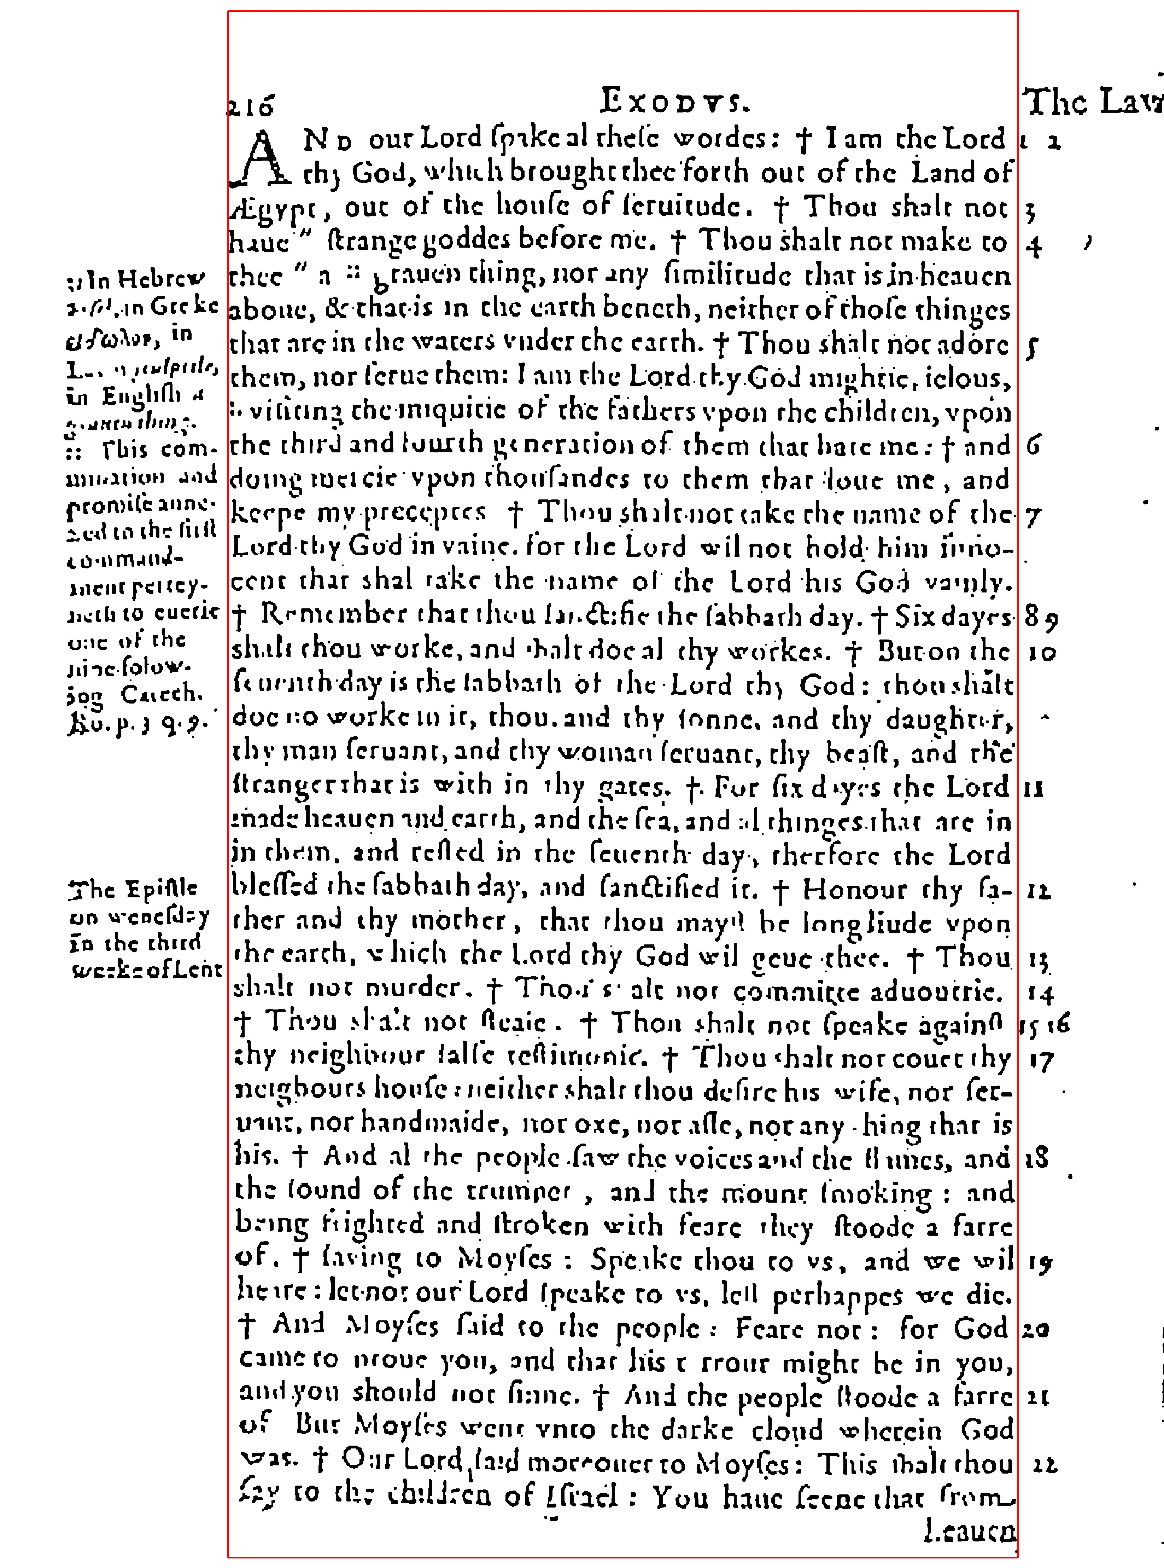 216 EXODVS. The Law
AND our Lord ſpake al theſe wordes: † I am the Lord 1 2
thy God, which brought thee forth out of the Land of
Ægypt, out of the houſe of ſeruitude. † Thou shalt not 3
haue " ſtrange goddes before me. † Thou shalt not make to 4
thee " a :: grauen thing, nor any ſimilitude that is in heauen
aboue, & that is in the earth beneth, neither of thoſe thinges
that are in the waters vnder the earth. † Thou shalt not adore 5
them, nor ſerue them: I am the Lord thy God mightie, ielous,
:: viſiting the iniquitie of the fathers vpon the children, vpon
the third and fourth generation of them that hate me: † and 6
doing mercie vpon thouſandes to them that loue me, and
keepe my preceptes † Thou shalt not take the name of the 7
Lord thy God in vaine. for the Lord wil not hold him inno-
cent that shal take the name of the Lord his God vainly.
† Remember that thou ſanctifie the ſabbath day. † Six dayes 8 9
shalt thou worke, and shalt doe al thy workes. † But on the 10
ſeuenth day is the ſabbath of the Lord thy God: thou shalt
doe no worke in it, thou. and thy ſonne, and thy daughter,
thy man ſeruant, and thy woman ſeruant, thy beaſt, and the
ſtranger that is with in thy gates. †. For ſix dayes the Lord 11
made heauen and earth, and the ſea, and al thinges that are in
in them, and reſted in the ſeuenth day, therfore the Lord
bleſſed the ſabbath day, and ſanctified it. † Honour thy fa- 12
ther and thy mother, that thou mayſt be long liude vpon
the earth, which the Lord thy God wil geue thee. † Thou 13
shalt not murder. † Thou shalt not committe aduoutrie. 14
† Thou shalt not ſteale. † Thou shalt not ſpeake againſt 15 16
thy neighbour falſe teſtimonie. † Thou shalt not couet thy 17
neighbours houſe: neither shalt thou deſire his wife, nor ſer-
uant, nor handmaide, nor oxe, nor aſſe, nor any thing that is
his. † And al the people ſaw the voices and the flames, and 18
the ſound of the trumpet, and the mount ſmoking: and
being frighted and ſtroken with feare they ſtoode a farre
of. † ſaying to Moyſes: Speake thou to vs, and we wil 19
heare: let not our Lord ſpeake to vs, leſt perhappes we die.
† And Moyſes ſaid to the people: Feare not: for God 20
came to proue you, and that his terrour might be in you,
and you should not ſinne. † And the people ſtoode a farre 21
of But Moyſes went vnto the darke cloud wherein God
was. † Our Lord ſaid moreouer to Moyſes: This shalt thou 22
ſay to the children of Iſrael: You haue ſeene that from
heauen
:: In Hebrew
in Greke
in
in Engliſh a
grauen thing.
:: This com-
mination and
promiſe anne-
xed to the firſt
command-
ment pertey-
neth to euerie
one of the
nine folow-
ing Catech.
Ro. p. 3 q. 9.
The Epiſtle
on weneſday
in the third
weeke of Lent